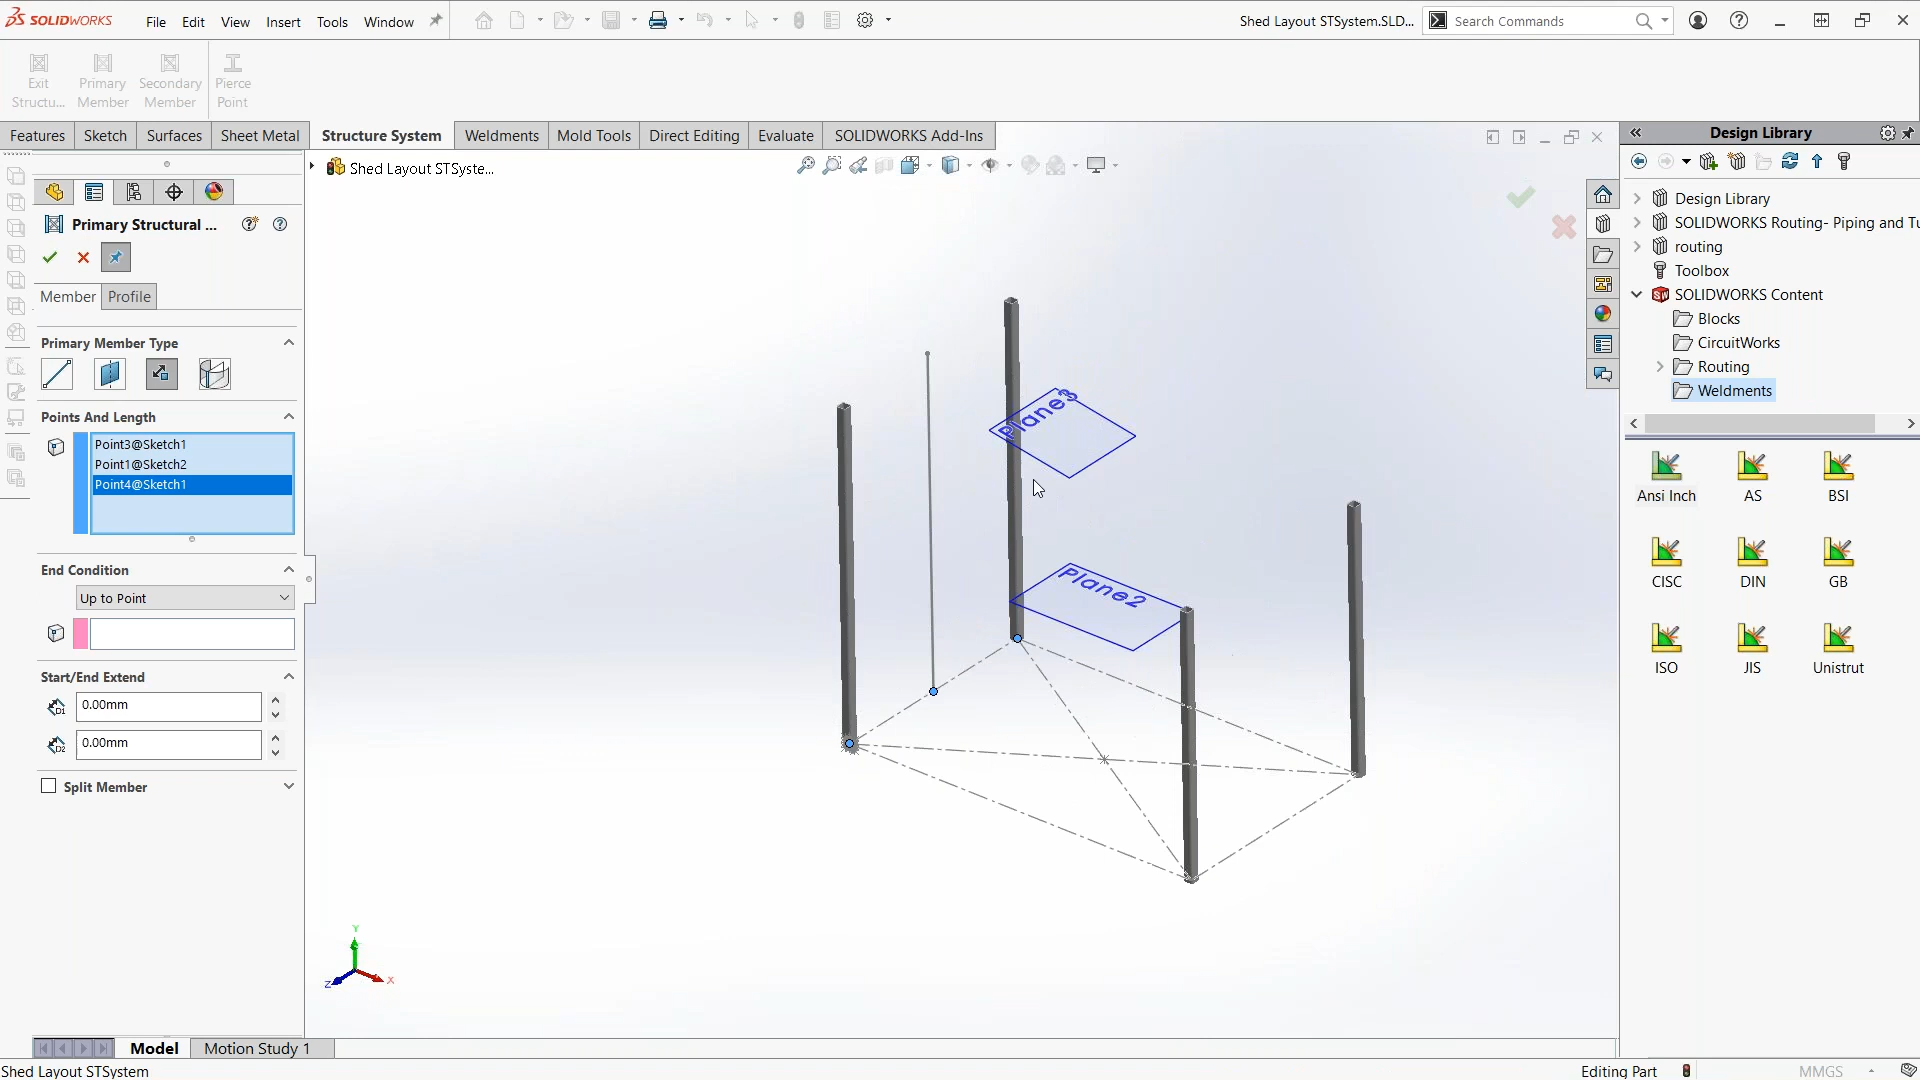 SOLIDWORKS File Edit View Insert Tools Window Shed Layout STSystem.SLD... Search Commands
Exit Structu...
Primary Member
Secondary Member
Pierce Point
Features Sketch Surfaces Sheet Metal Structure System Weldments Mold Tools Direct Editing Evaluate SOLIDWORKS Add-Ins
Shed Layout STSyste...
Primary Structural ...
Member Profile
Primary Member Type
Points And Length
Point3@Sketch1
Point1@Sketch2
Point4@Sketch1
End Condition
Up to Point
Start/End Extend
D1 0.00mm
D2 0.00mm
Split Member
Plane3
Plane2
Y
X
Z
Design Library
Design Library
SOLIDWORKS Routing- Piping and Tu
routing
Toolbox
SOLIDWORKS Content
Blocks
CircuitWorks
Routing
Weldments
Ansi Inch AS BSI
CISC DIN GB
ISO JIS Unistrut
Model Motion Study 1
Shed Layout STSystem Editing Part MMGS